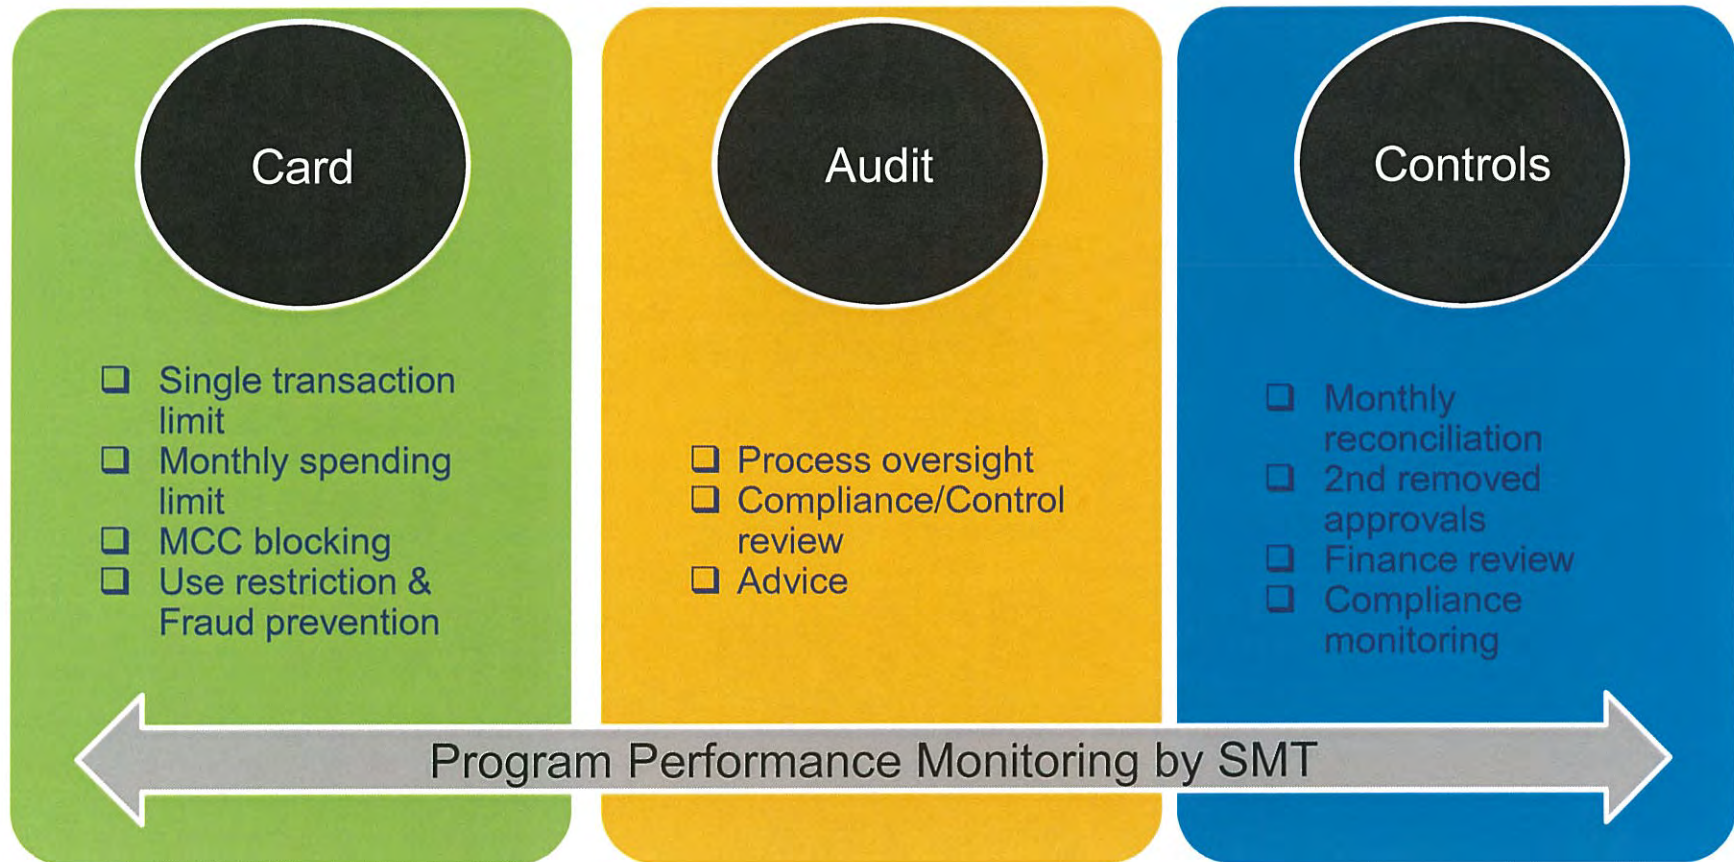 Card
❑ Single transaction
limit
❑ Monthly spending
limit
❑ MCC blocking
❑ Use restriction &
Fraud prevention
Audit
❑ Process oversight
❑ Compliance/Control
review
❑ Advice
Controls
❑ Monthly
reconciliation
❑ 2nd removed
approvals
❑ Finance review
❑ Compliance
monitoring
Program Performance Monitoring by SMT